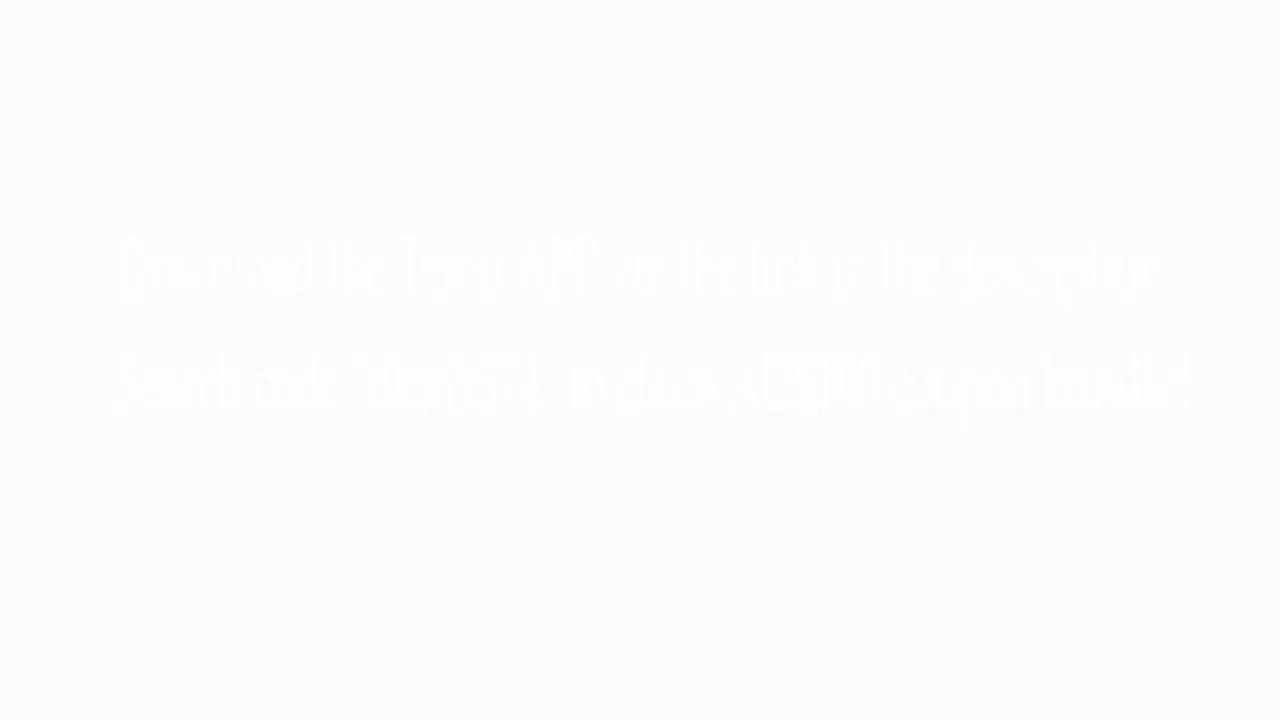 Download the Temu APP via the link in the description
Search code to claim coupon bundle!